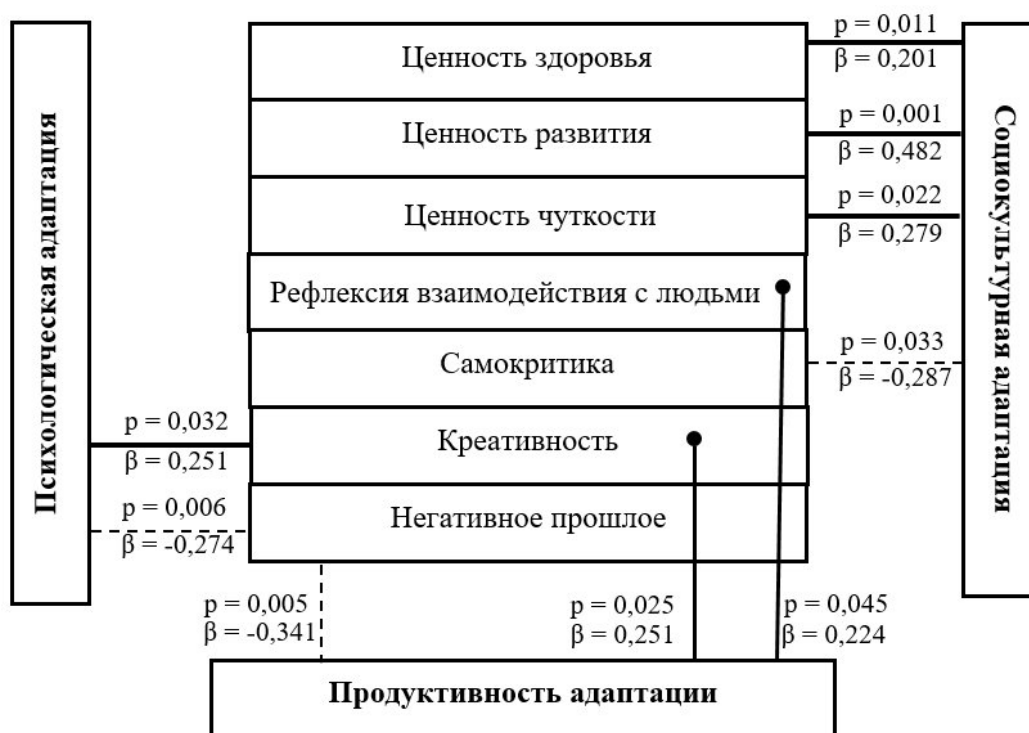 Психологическая адаптация
Ценность здоровья
p = 0,011
β = 0,201
Ценность развития
p = 0,001
β = 0,482
Ценность чуткости
p = 0,022
β = 0,279
Рефлексия взаимодействия с людьми
Самокритика
p = 0,033
β = -0,287
Креативность
p = 0,032
β = 0,251
Негативное прошлое
p = 0,006
β = -0,274
Социокультурная адаптация
p = 0,005
β = -0,341
p = 0,025
β = 0,251
p = 0,045
β = 0,224
Продуктивность адаптации